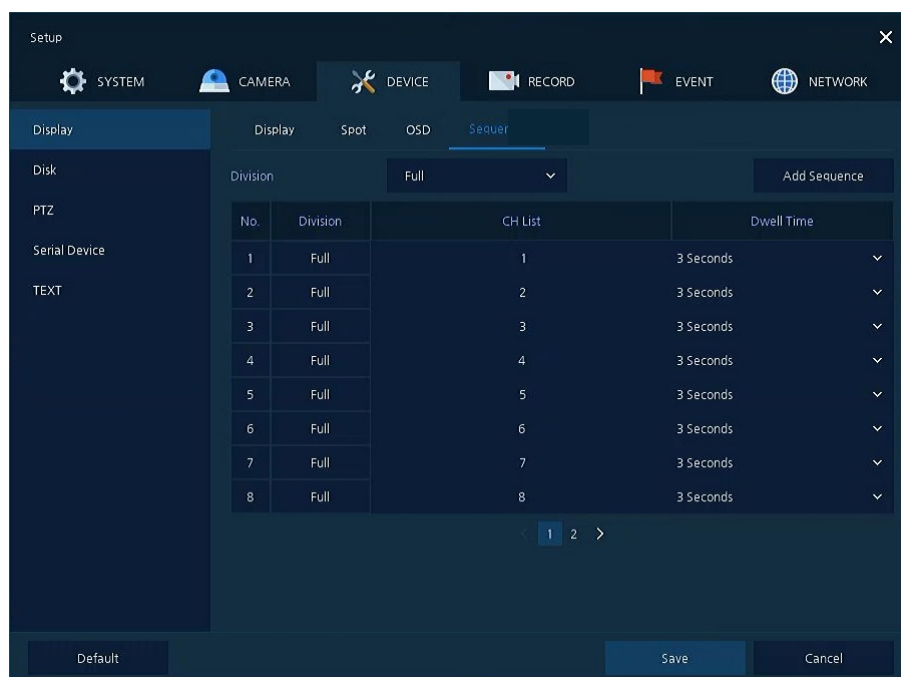 Setup
SYSTEM CAMERA DEVICE RECORD EVENT NETWORK
Display Display Spot OSD
Disk Division Full Add Sequence
PTZ No. Division CH List Dwell Time
Serial Device 1 Full 1 3 Seconds
TEXT 2 Full 2 3 Seconds
3 Full 3 3 Seconds
4 Full 4 3 Seconds
5 Full 5 3 Seconds
6 Full 6 3 Seconds
7 Full 7 3 Seconds
8 Full 8 3 Seconds
1 2
Default Save Cancel